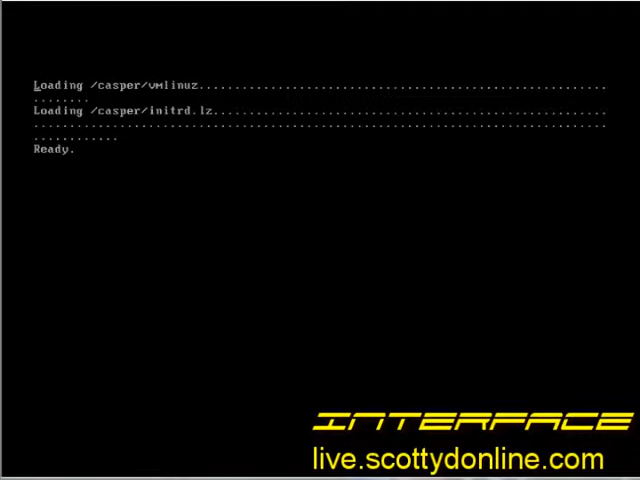 Loading /casper/vmlinuz.........................................................
........
Loading /casper/initrd.lz.......................................................
................................................................................
............
Ready.
INTERFACE
live.scottydonline.com